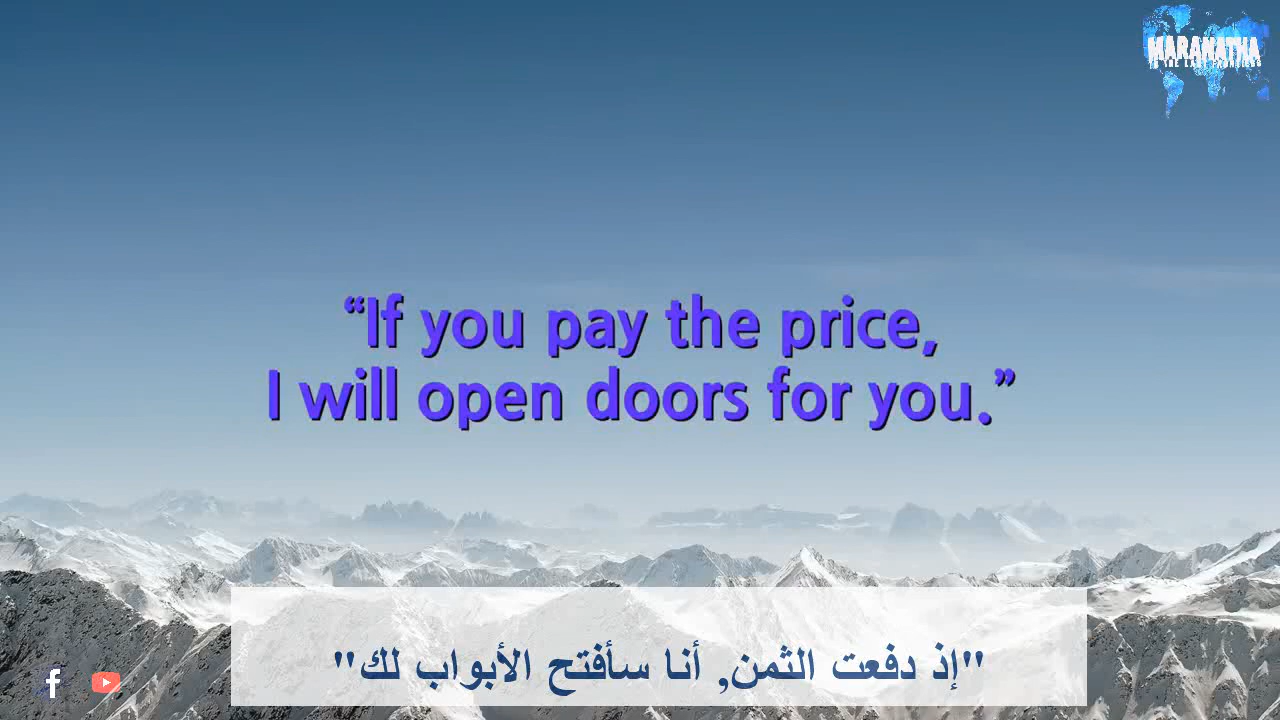 MARANATHA
“If you pay the price,
I will open doors for you.”
"إذ دفعت الثمن, أنا سأفتح الأبواب لك"